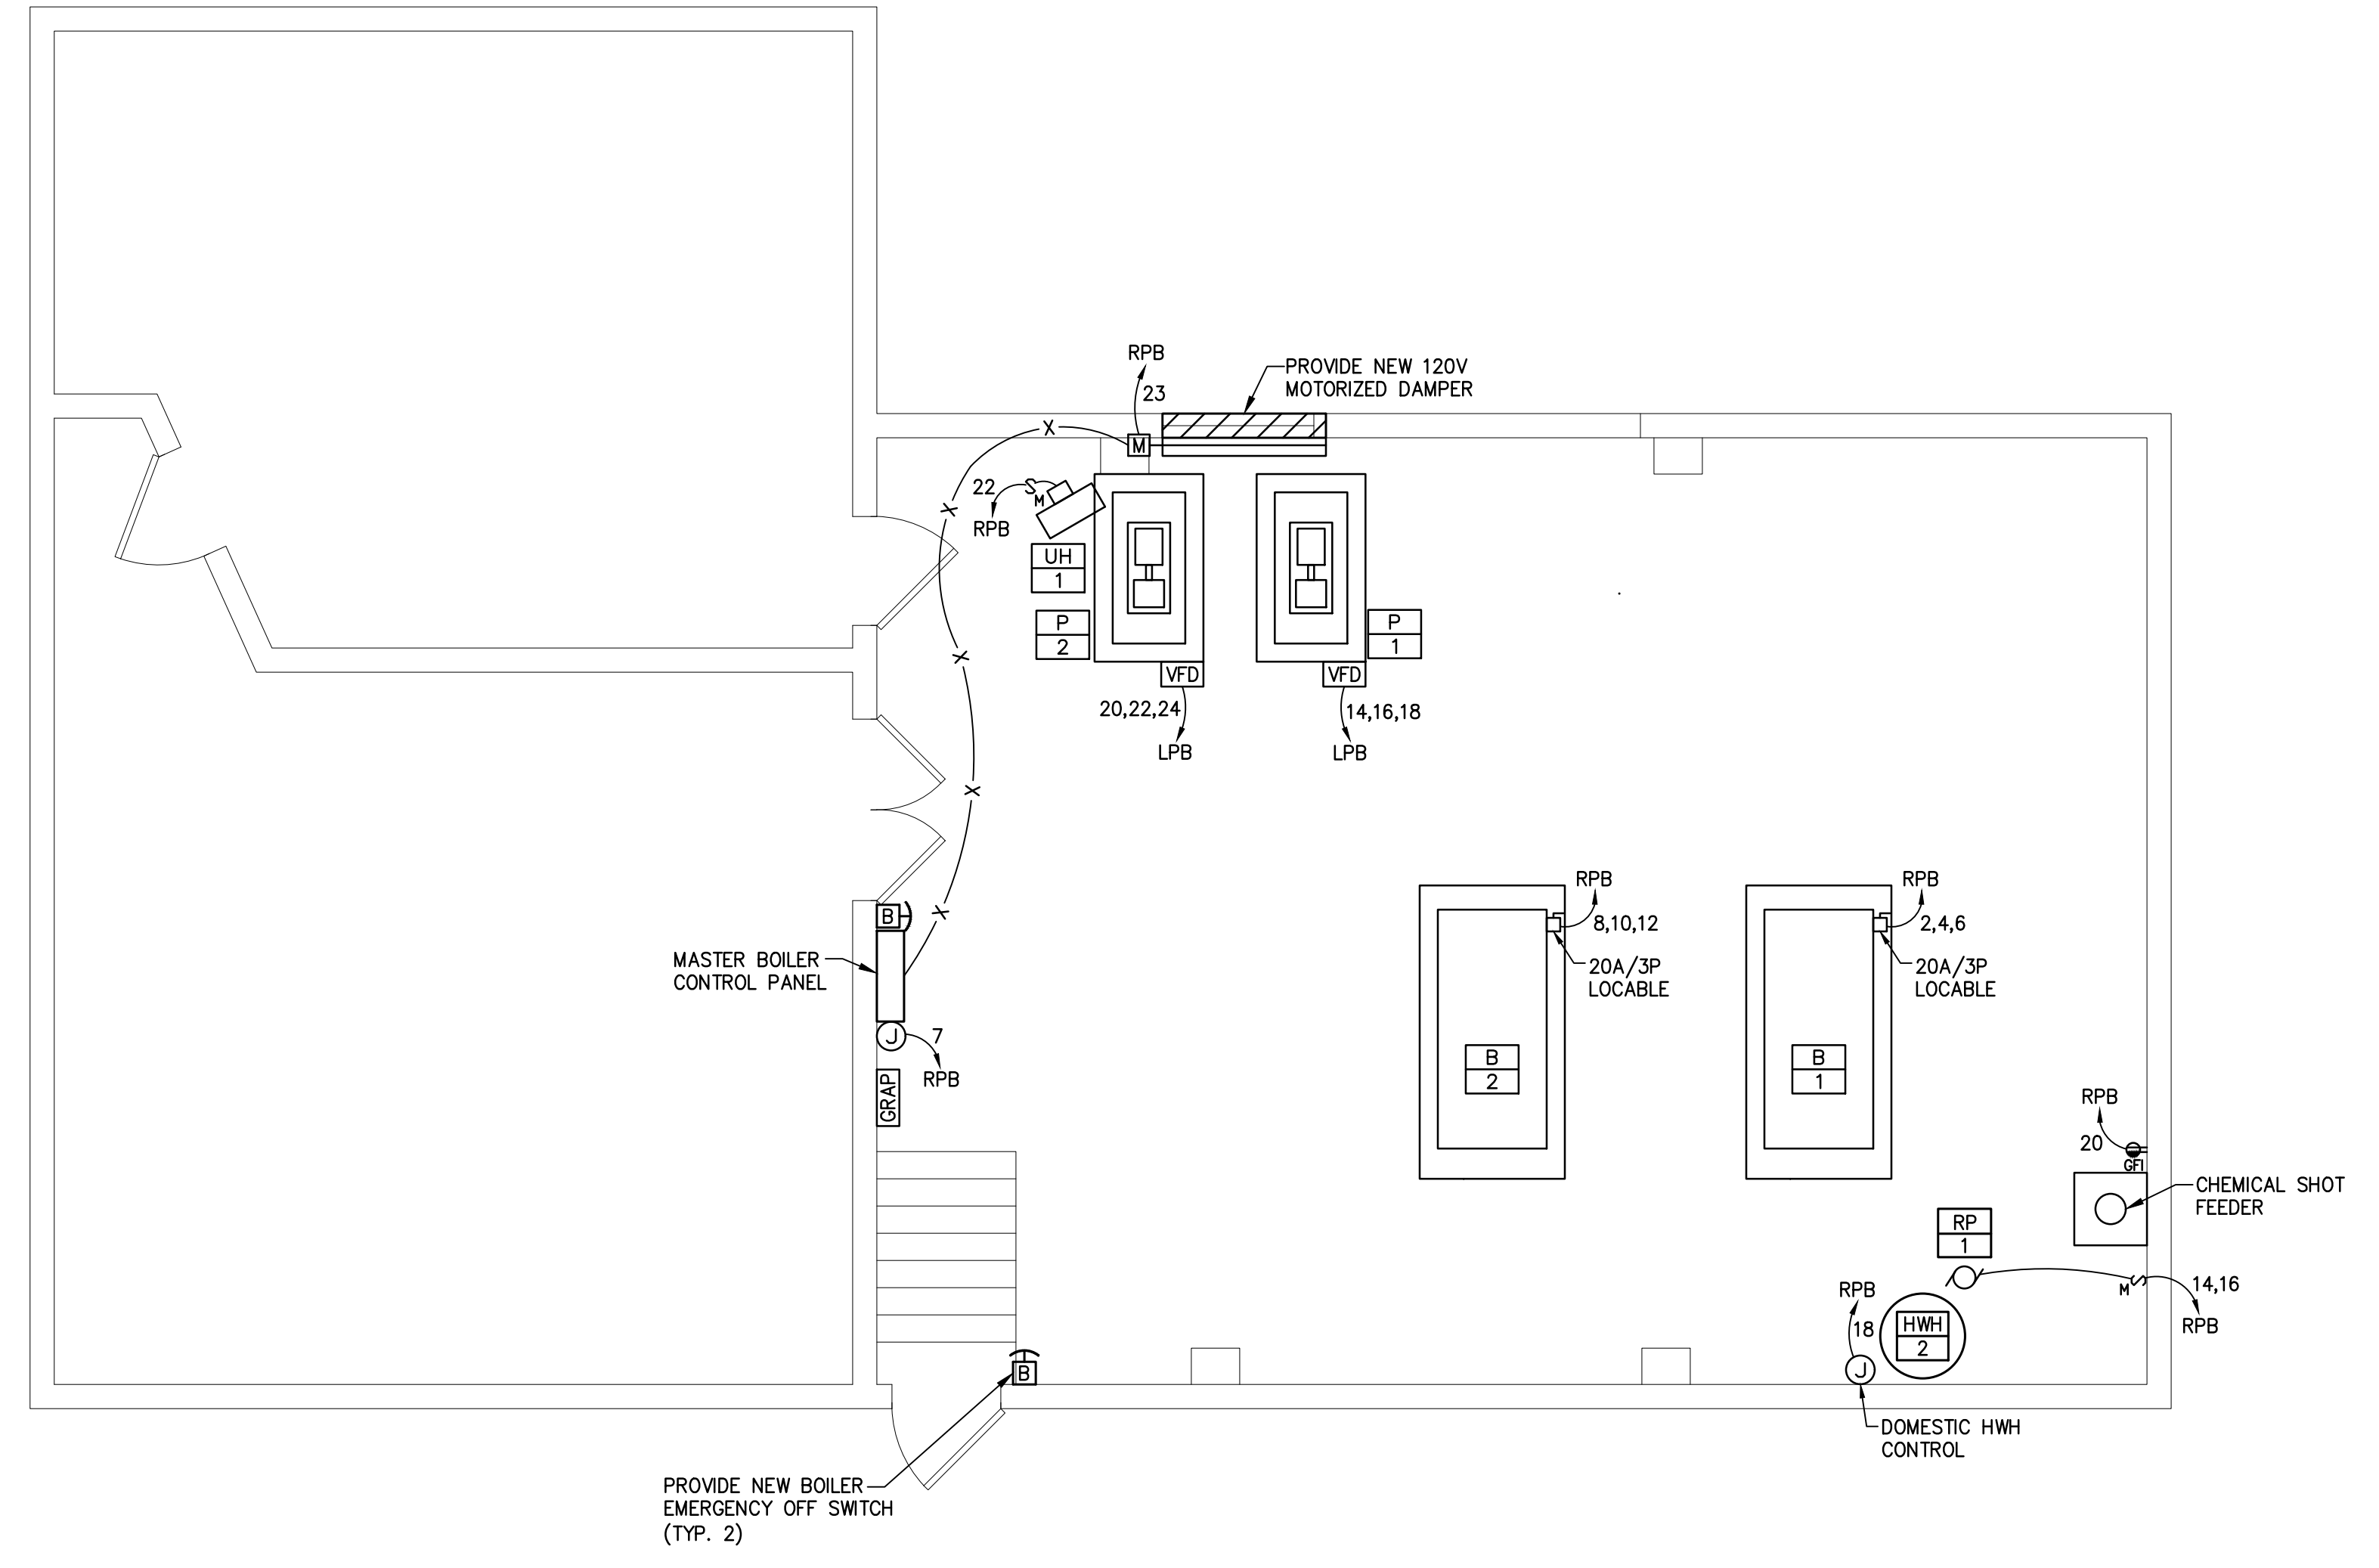 RPB
23
PROVIDE NEW 120V
MOTORIZED DAMPER
X
M
22
M
RPB
X
UH
1
P
2
P
1
X
VFD
VFD
20,22,24
14,16,18
LPB
LPB
X
RPB
RPB
B
X
8,10,12
2,4,6
MASTER BOILER
CONTROL PANEL
20A/3P
LOCABLE
20A/3P
LOCABLE
J
7
RPB
GRAP
B
2
B
1
RPB
20
GFI
CHEMICAL SHOT
FEEDER
RP
1
RPB
M
14,16
RPB
18
HWH
2
J
B
DOMESTIC HWH
CONTROL
PROVIDE NEW BOILER
EMERGENCY OFF SWITCH
(TYP. 2)